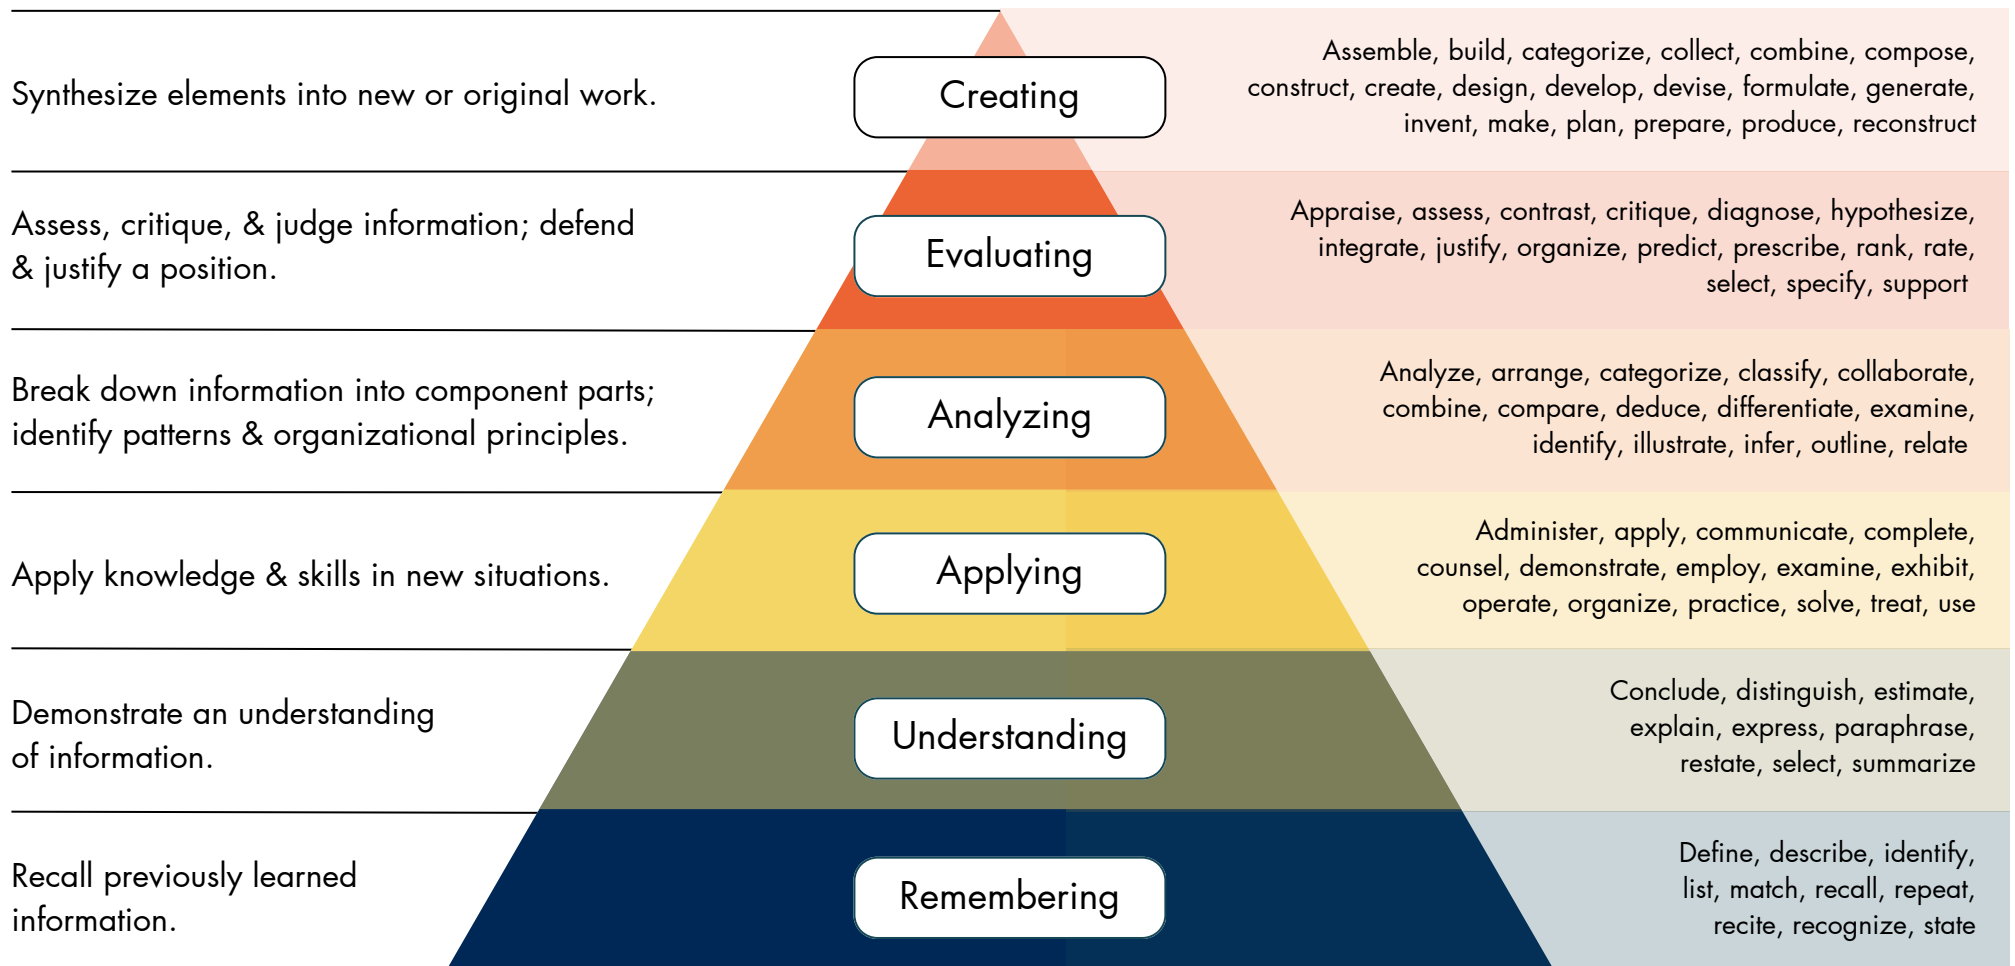 Synthesize elements into new or original work.
Creating
Assemble, build, categorize, collect, combine, compose,
construct, create, design, develop, devise, formulate, generate,
invent, make, plan, prepare, produce, reconstruct
Assess, critique, & judge information; defend
& justify a position.
Evaluating
Appraise, assess, contrast, critique, diagnose, hypothesize,
integrate, justify, organize, predict, prescribe, rank, rate,
select, specify, support
Break down information into component parts;
identify patterns & organizational principles.
Analyzing
Analyze, arrange, categorize, classify, collaborate,
combine, compare, deduce, differentiate, examine,
identify, illustrate, infer, outline, relate
Apply knowledge & skills in new situations.
Applying
Administer, apply, communicate, complete,
counsel, demonstrate, employ, examine, exhibit,
operate, organize, practice, solve, treat, use
Demonstrate an understanding
of information.
Understanding
Conclude, distinguish, estimate,
explain, express, paraphrase,
restate, select, summarize
Recall previously learned
information.
Remembering
Define, describe, identify,
list, match, recall, repeat,
recite, recognize, state